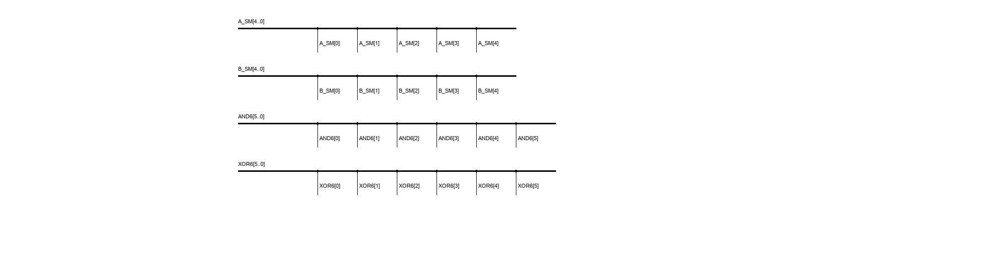 A_SM[4..0]
A_SM[0] A_SM[1] A_SM[2] A_SM[3] A_SM[4]
B_SM[4..0]
B_SM[0] B_SM[1] B_SM[2] B_SM[3] B_SM[4]
AND6[5..0]
AND6[0] AND6[1] AND6[2] AND6[3] AND6[4] AND6[5]
XOR6[5..0]
XOR6[0] XOR6[1] XOR6[2] XOR6[3] XOR6[4] XOR6[5]